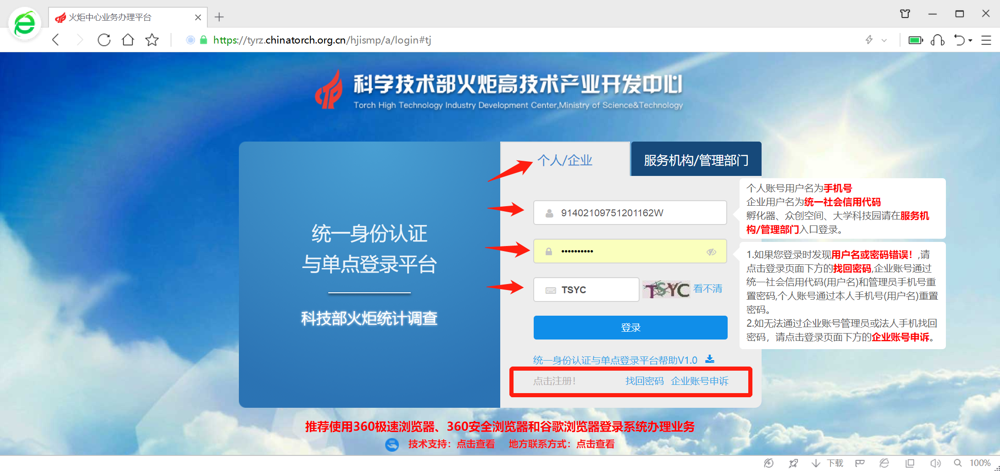 火炬中心业务办理平台
https://tyrz.chinatorch.org.cn/hjismp/a/login#tj
科学技术部火炬高技术产业开发中心
Torch High Technology Industry Development Center,Ministry of Science&Technology
统一身份认证
与单点登录平台
科技部火炬统计调查
个人/企业
服务机构/管理部门
91402109751201162W
••••••••••
TSYC
TSYC
看不清
登录
统一身份认证与单点登录平台帮助V1.0
点击注册!
找回密码
企业账号申诉
个人账号用户名为手机号
企业用户名为统一社会信用代码
孵化器、众创空间、大学科技园请在服务机
构/管理部门入口登录。
1.如果您登录时发现用户名或密码错误！,请
点击登录页面下方的找回密码,企业账号通过
统一社会信用代码(用户名)和管理员手机号重
置密码,个人账号通过本人手机号(用户名)重置
密码。
2.如无法通过企业账号管理员或法人手机找回
密码，请点击登录页面下方的企业账号申诉。
推荐使用360极速浏览器、360安全浏览器和谷歌浏览器登录系统办理业务
技术支持：点击查看 地方联系方式：点击查看
下载
100%